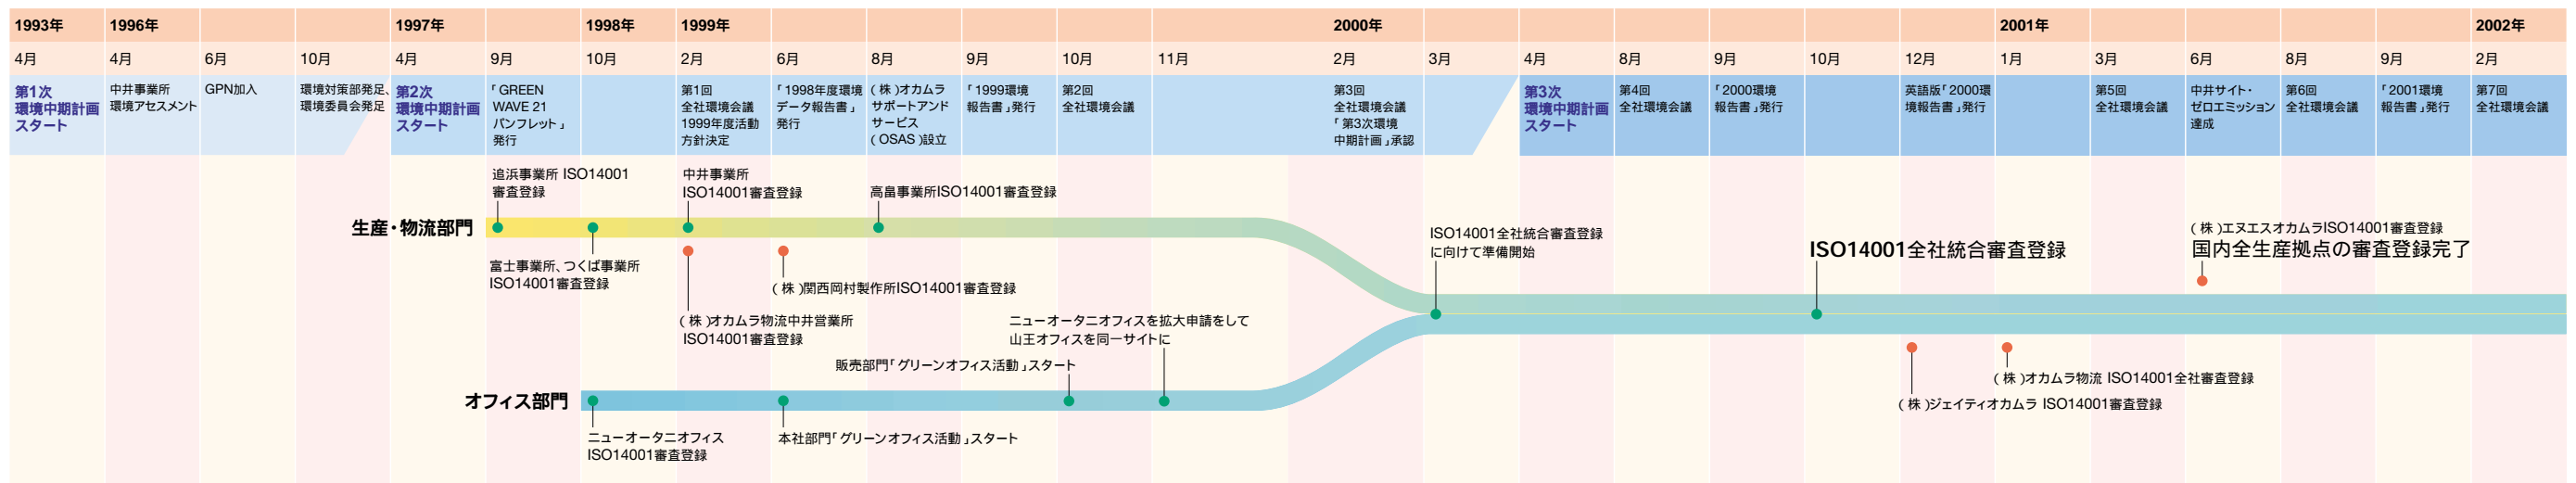 1993年 1996年 1997年 1998年 1999年 2000年 2001年 2002年
4月 4月 6月 10月 4月 9月 10月 2月 6月 8月 9月 10月 11月 2月 3月 4月 8月 9月 10月 12月 1月 3月 6月 8月 9月 2月
第1次
環境中期計画
スタート
中井事業所
環境アセスメント
GPN加入
環境対策部発足、
環境委員会発足
第2次
環境中期計画
スタート
「GREEN
WAVE 21
パンフレット」
発行
第1回
全社環境会議
1999年度活動
方針決定
「1998年度環境
データ報告書」
発行
(株)オカムラ
サポートアンド
サービス
(OSAS)設立
「1999環境
報告書」発行
第2回
全社環境会議
第3回
全社環境会議
「第3次環境
中期計画」承認
第3次
環境中期計画
スタート
第4回
全社環境会議
「2000環境
報告書」発行
英語版「2000環
境報告書」発行
第5回
全社環境会議
中井サイト・
ゼロエミッション
達成
第6回
全社環境会議
「2001環境
報告書」発行
第7回
全社環境会議
追浜事業所 ISO14001
審査登録
中井事業所
ISO14001審査登録
高畠事業所ISO14001審査登録
生産・物流部門
富士事業所、つくば事業所
ISO14001審査登録
(株)関西岡村製作所ISO14001審査登録
(株)オカムラ物流中井営業所
ISO14001審査登録
ニューオータニオフィスを拡大申請をして
山王オフィスを同一サイトに
販売部門「グリーンオフィス活動」スタート
オフィス部門
ニューオータニオフィス
ISO14001審査登録
本社部門「グリーンオフィス活動」スタート
ISO14001全社統合審査登録
に向けて準備開始
ISO14001全社統合審査登録
(株)エヌエスオカムラISO14001審査登録
国内全生産拠点の審査登録完了
(株)オカムラ物流 ISO14001全社審査登録
(株)ジェイティオカムラ ISO14001審査登録